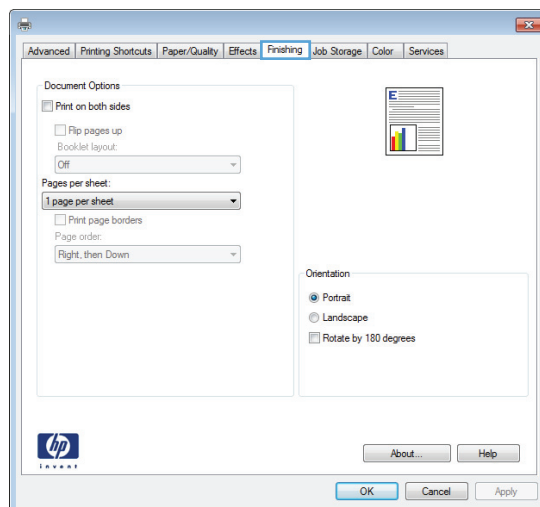 Advanced Printing Shortcuts Paper/Quality Effects Finishing Job Storage Color Services
Document Options
Print on both sides
Flip pages up
Booklet layout:
Off
Pages per sheet:
1 page per sheet
Print page borders
Page order:
Right, then Down
E
Orientation
Portrait
Landscape
Rotate by 180 degrees
hp
invent
About... Help
OK Cancel Apply